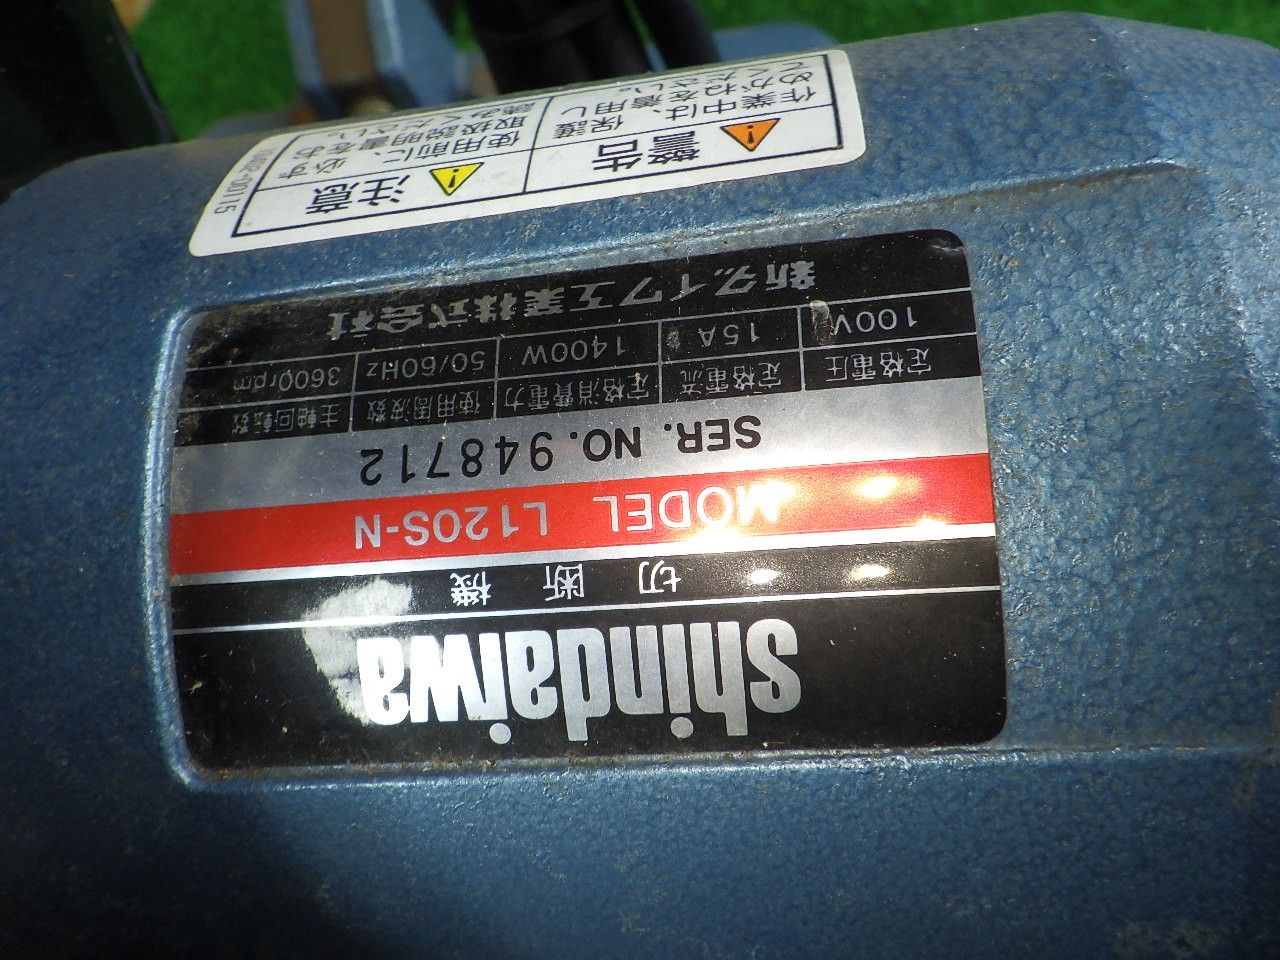 shindaiwa
切断機
MODEL L120S-N
SER. NO. 948712
定格電圧 定格電流 定格消費電力 使用周波数 主軸回転数
100V 15A 1400W 50/60Hz 3600rpm
新ダイワ工業株式会社
警告
作業中は、保護
めがねを着用し
てください。
注意
使用前に、必ず
取扱説明書をお
読みください。